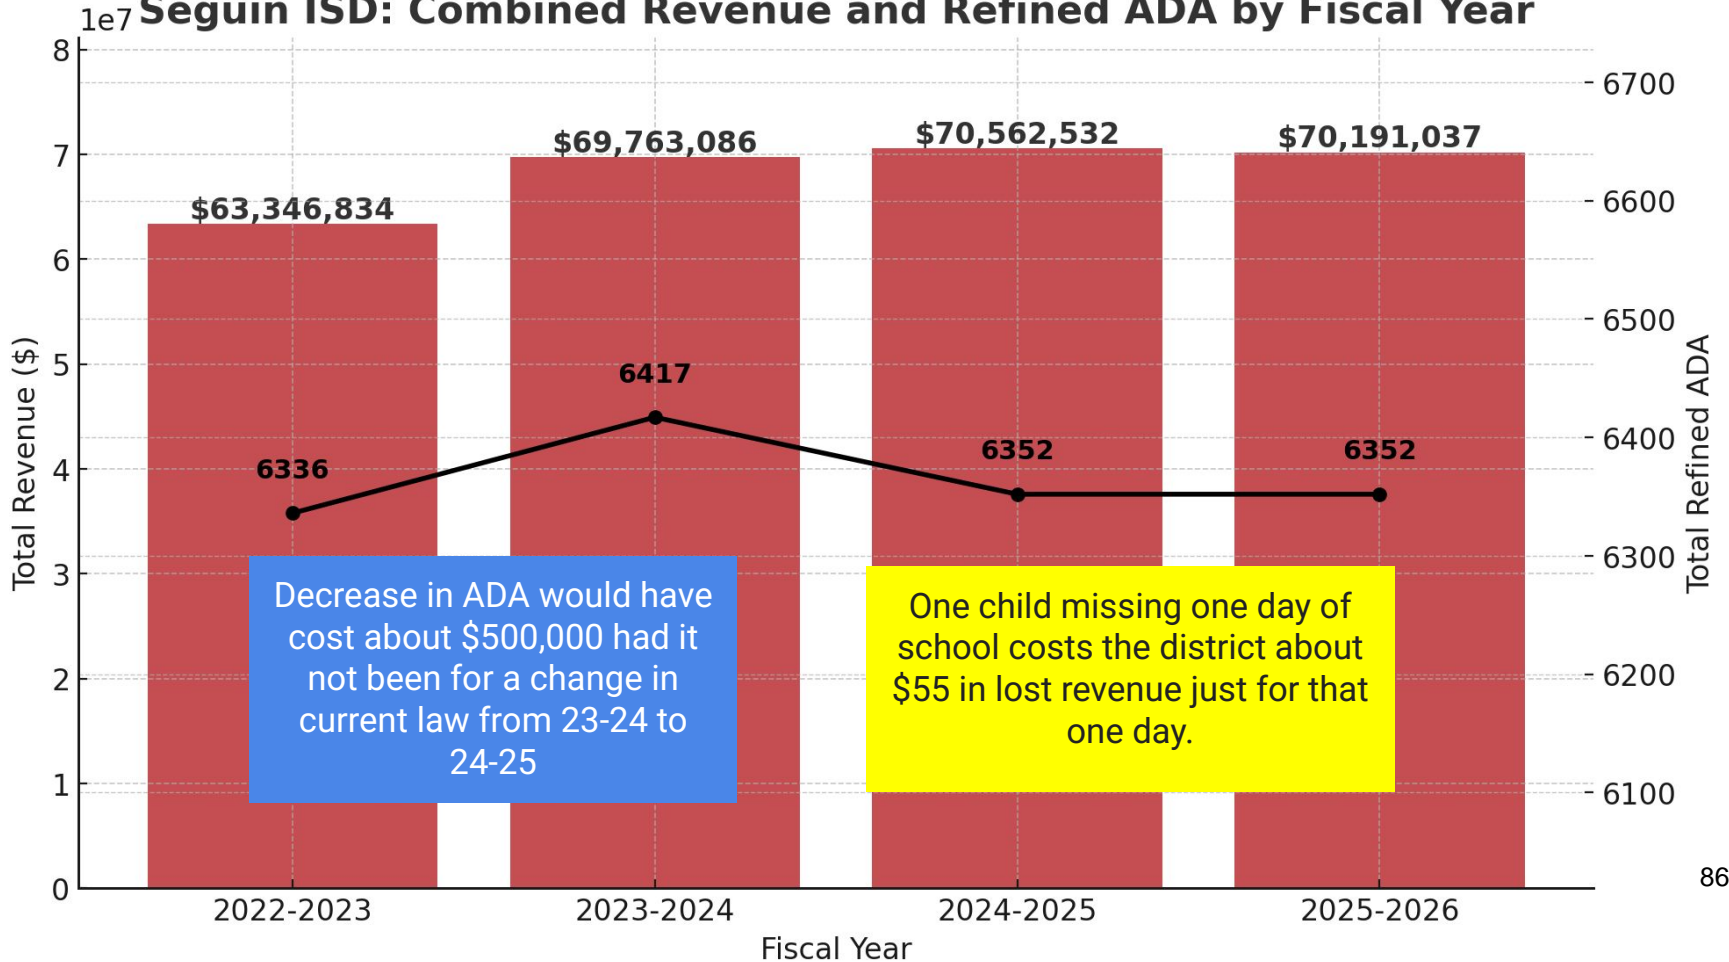 Seguin ISD: Combined Revenue and Refined ADA by Fiscal Year
1e7
8
7
6
5
4
3
2
1
0
Total Revenue ($)
$63,346,834
$69,763,086
$70,562,532
$70,191,037
6336
6417
6352
6352
Decrease in ADA would have
cost about $500,000 had it
not been for a change in
current law from 23-24 to
24-25
One child missing one day of
school costs the district about
$55 in lost revenue just for that
one day.
6700
6600
6500
6400
6300
6200
6100
Total Refined ADA
2022-2023
2023-2024
2024-2025
2025-2026
Fiscal Year
86